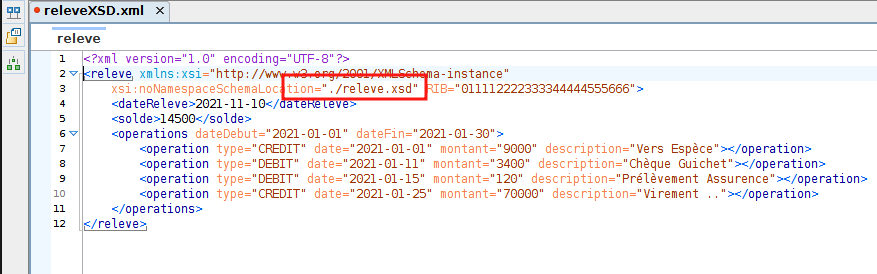 releveXSD.xml ×
releve
1 <?xml version="1.0" encoding="UTF-8"?>
2 <releve xmlns:xsi="http://www.w3.org/2001/XMLSchema-instance"
3 xsi:noNamespaceSchemaLocation="./releve.xsd" RIB="011112222333344444555666">
4 <dateReleve>2021-11-10</dateReleve>
5 <solde>14500</solde>
6 <operations dateDebut="2021-01-01" dateFin="2021-01-30">
7 <operation type="CREDIT" date="2021-01-01" montant="9000" description="Vers Espèce"></operation>
8 <operation type="DEBIT" date="2021-01-11" montant="3400" description="Chèque Guichet"></operation>
9 <operation type="DEBIT" date="2021-01-15" montant="120" description="Prélèvement Assurence"></operation>
10 <operation type="CREDIT" date="2021-01-25" montant="70000" description="Virement .."></operation>
11 </operations>
12 </releve>